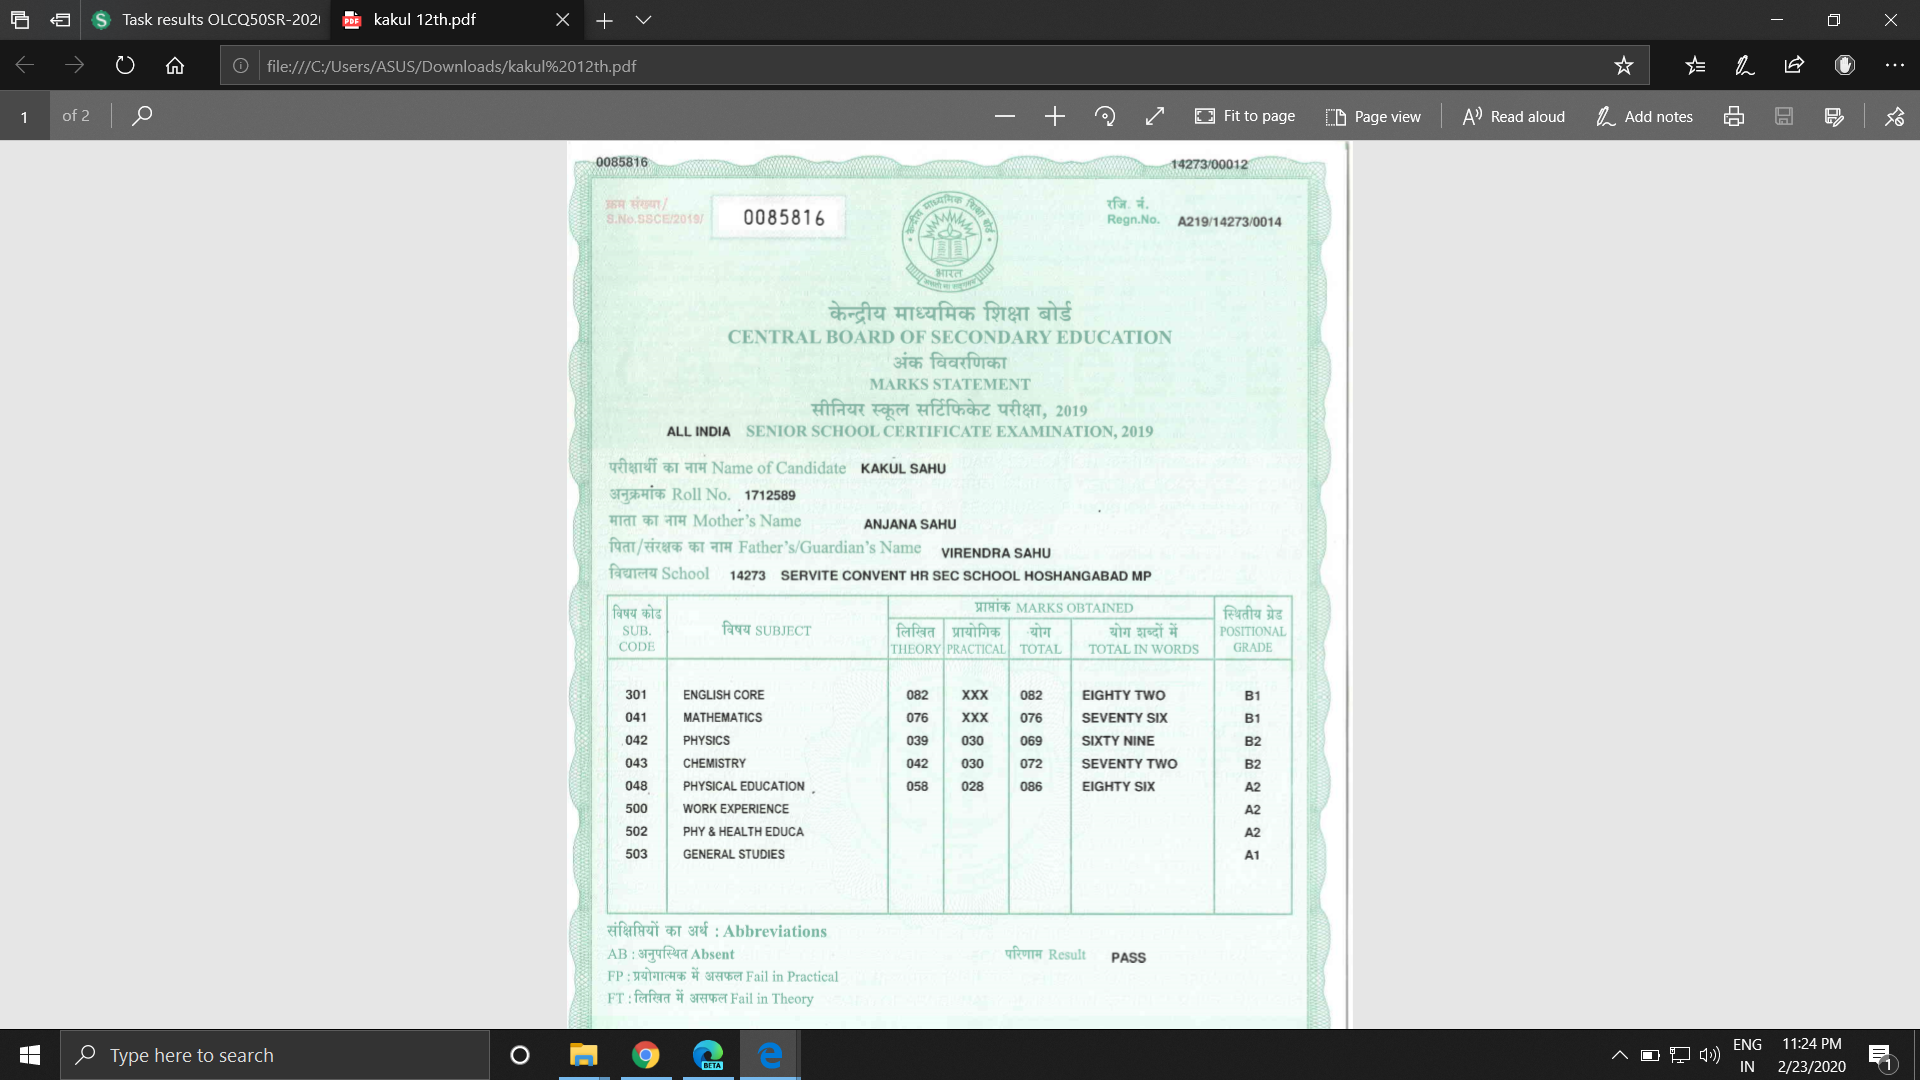 Task results OLCQ50SR-202
kakul 12th.pdf
file:///C:/Users/ASUS/Downloads/kakul%2012th.pdf
1 of 2
Fit to page
Page view
Read aloud
Add notes
0085816
14273/00012
क्रम संख्या/
S.No.SSCE/2019/
0085816
रजि. नं.
Regn.No. A219/14273/0014
केन्द्रीय माध्यमिक शिक्षा बोर्ड
भारत
केन्द्रीय माध्यमिक शिक्षा बोर्ड
CENTRAL BOARD OF SECONDARY EDUCATION
अंक विवरणिका
MARKS STATEMENT
सीनियर स्कूल सर्टिफिकेट परीक्षा, 2019
ALL INDIA SENIOR SCHOOL CERTIFICATE EXAMINATION, 2019
परीक्षार्थी का नाम Name of Candidate KAKUL SAHU
अनुक्रमांक Roll No. 1712589
माता का नाम Mother's Name ANJANA SAHU
पिता/संरक्षक का नाम Father's/Guardian's Name VIRENDRA SAHU
विद्यालय School 14273 SERVITE CONVENT HR SEC SCHOOL HOSHANGABAD MP
विषय कोड
SUB.
CODE
विषय SUBJECT
प्राप्तांक MARKS OBTAINED
लिखित
THEORY
प्रायोगिक
PRACTICAL
योग
TOTAL
योग शब्दों में
TOTAL IN WORDS
स्थितीय ग्रेड
POSITIONAL
GRADE
301 ENGLISH CORE 082 XXX 082 EIGHTY TWO B1
041 MATHEMATICS 076 XXX 076 SEVENTY SIX B1
042 PHYSICS 039 030 069 SIXTY NINE B2
043 CHEMISTRY 042 030 072 SEVENTY TWO B2
048 PHYSICAL EDUCATION 058 028 086 EIGHTY SIX A2
500 WORK EXPERIENCE A2
502 PHY & HEALTH EDUCA A2
503 GENERAL STUDIES A1
संक्षिप्तियों का अर्थ : Abbreviations
AB : अनुपस्थित Absent
परिणाम Result PASS
FP : प्रयोगात्मक में असफल Fail in Practical
FT : लिखित में असफल Fail in Theory
Type here to search
BETA
ENG
IN
11:24 PM
2/23/2020
1